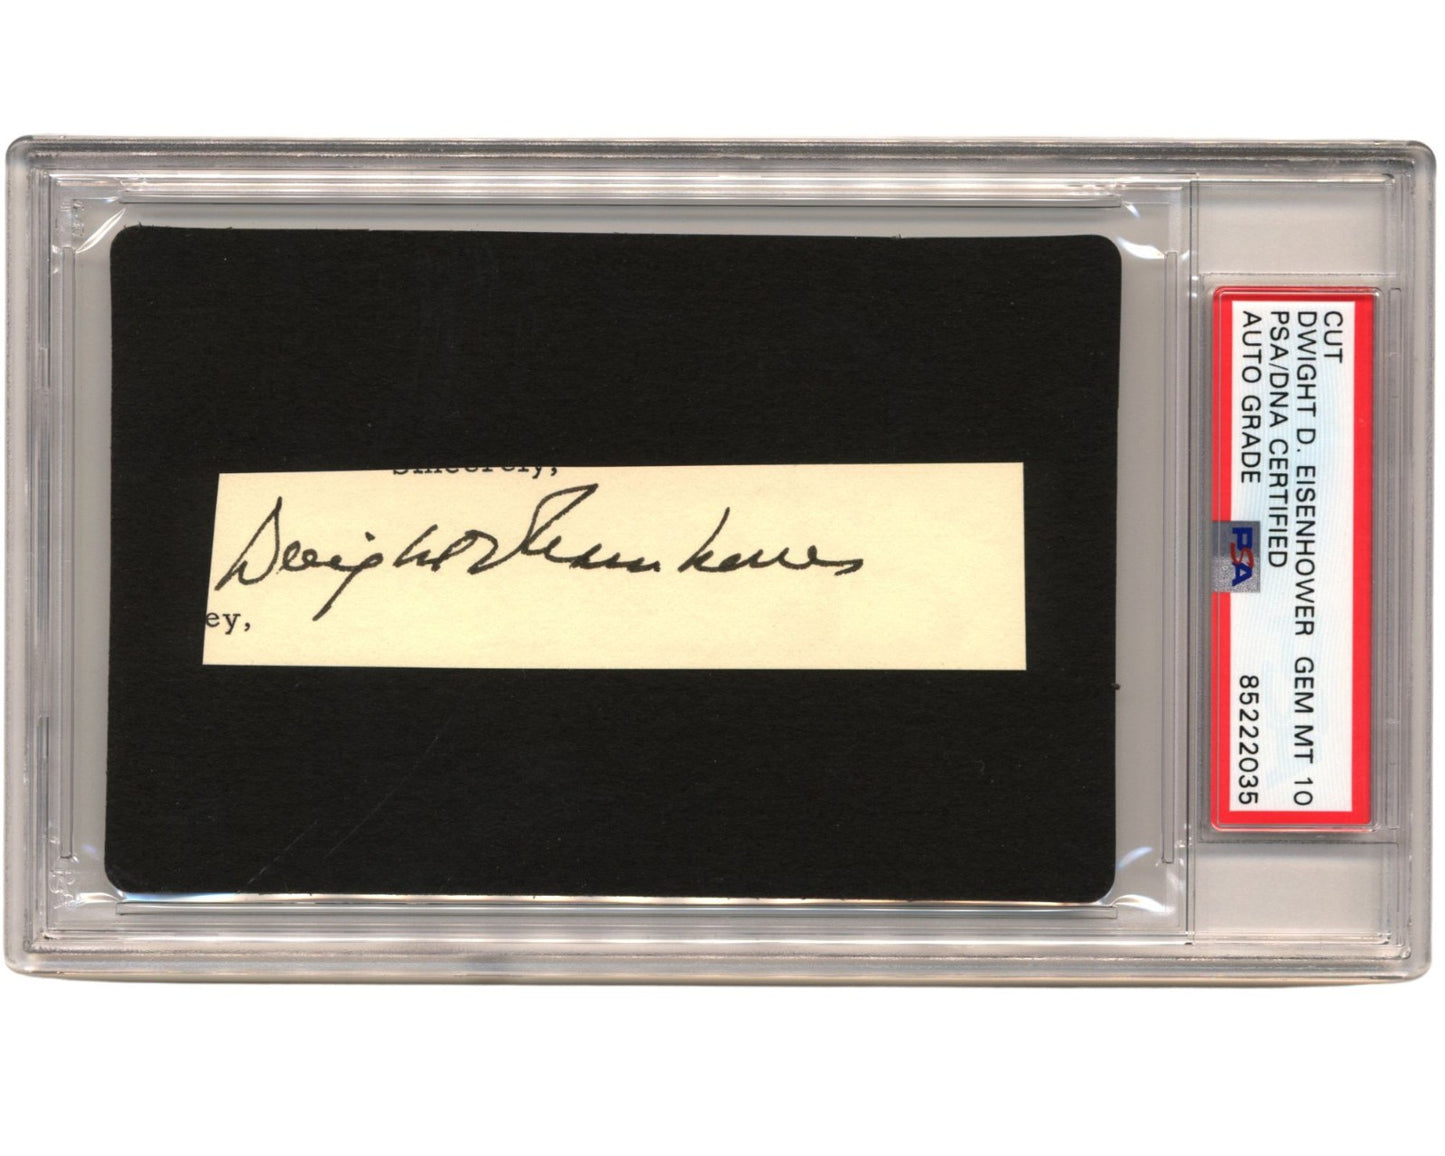 Sincerely,
Dwight D Eisenhower
ey,
CUT
DWIGHT D. EISENHOWER GEM MT 10
PSA/DNA CERTIFIED
AUTO GRADE 85222035
PSA